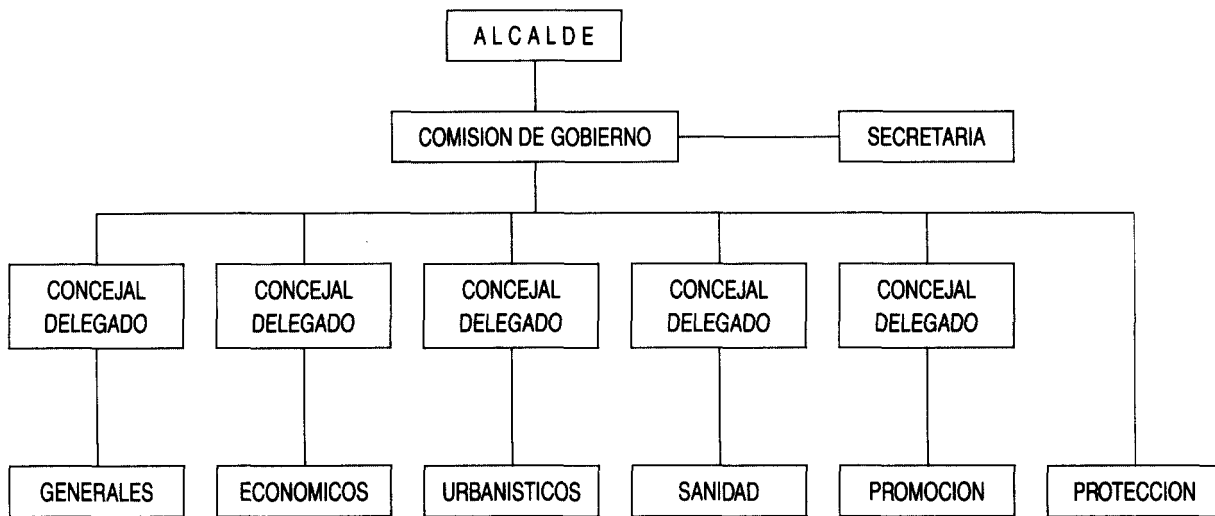 ALCALDE
COMISION DE GOBIERNO
SECRETARIA
CONCEJAL
DELEGADO
CONCEJAL
DELEGADO
CONCEJAL
DELEGADO
CONCEJAL
DELEGADO
CONCEJAL
DELEGADO
GENERALES
ECONOMICOS
URBANISTICOS
SANIDAD
PROMOCION
PROTECCION